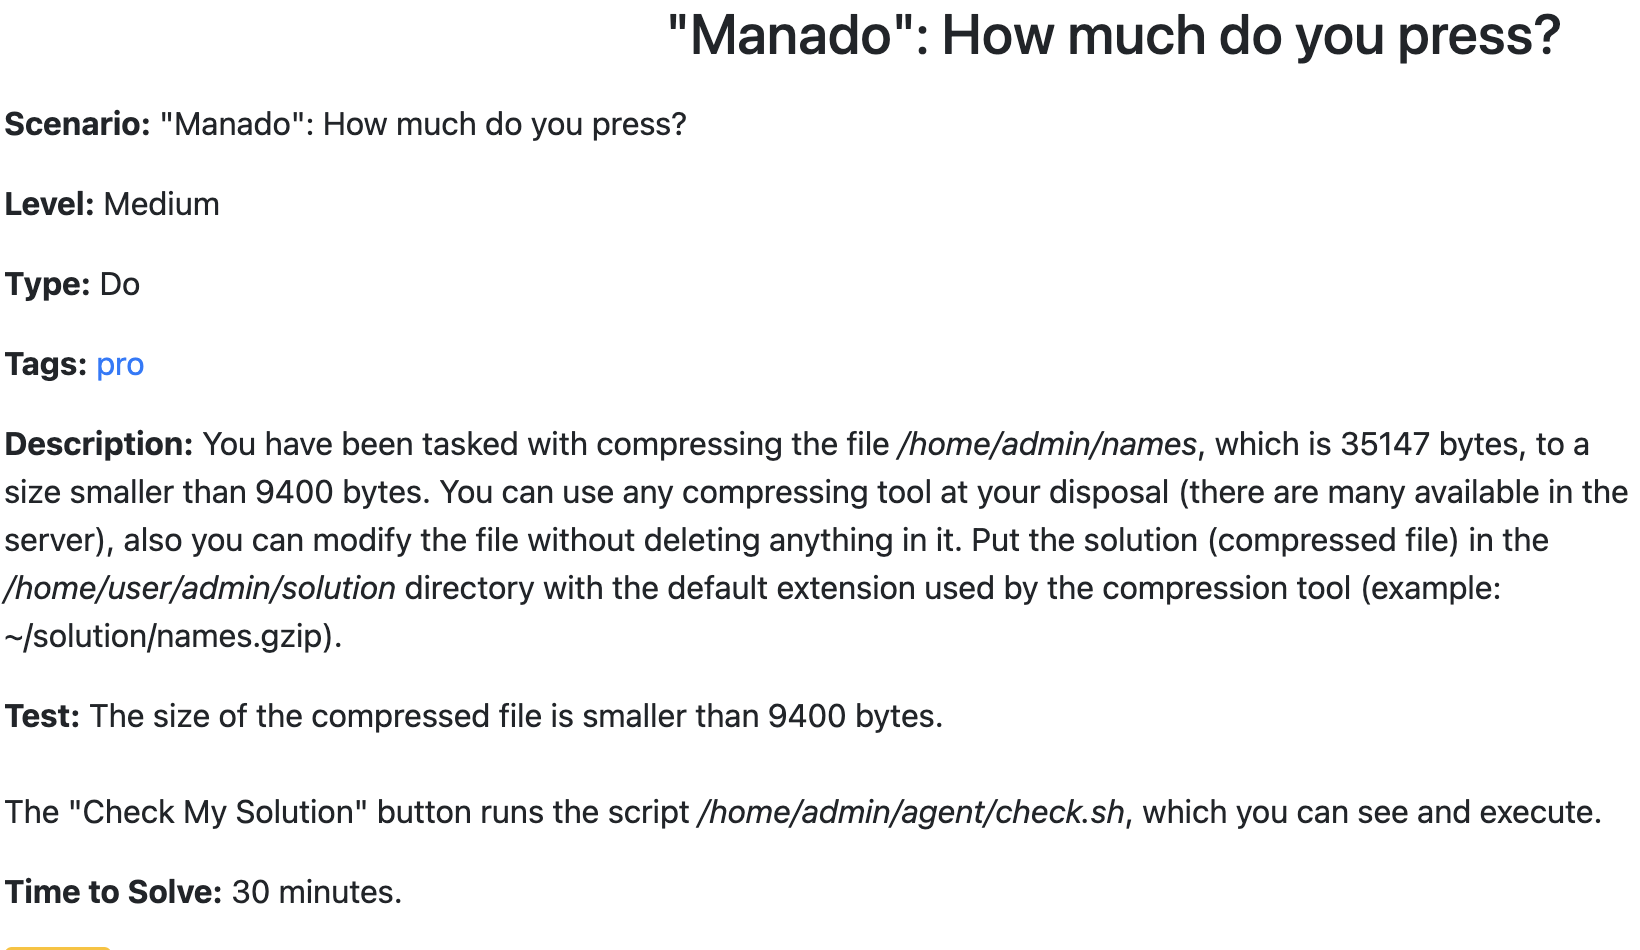 "Manado": How much do you press?
Scenario: "Manado": How much do you press?
Level: Medium
Type: Do
Tags: pro
Description: You have been tasked with compressing the file /home/admin/names, which is 35147 bytes, to a
size smaller than 9400 bytes. You can use any compressing tool at your disposal (there are many available in the
server), also you can modify the file without deleting anything in it. Put the solution (compressed file) in the
/home/user/admin/solution directory with the default extension used by the compression tool (example:
~/solution/names.gzip).
Test: The size of the compressed file is smaller than 9400 bytes.
The "Check My Solution" button runs the script /home/admin/agent/check.sh, which you can see and execute.
Time to Solve: 30 minutes.